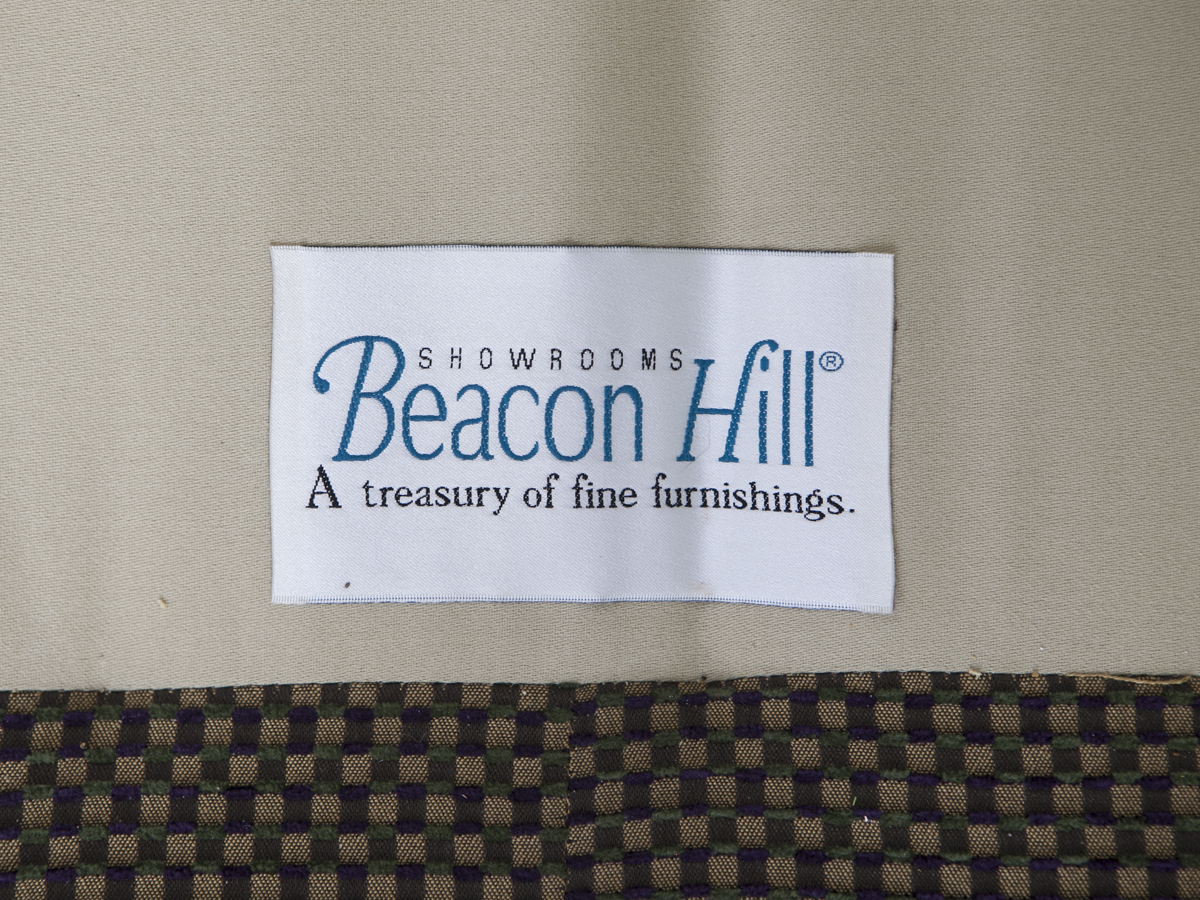 SHOWROOMS
Beacon Hill®
A treasury of fine furnishings.